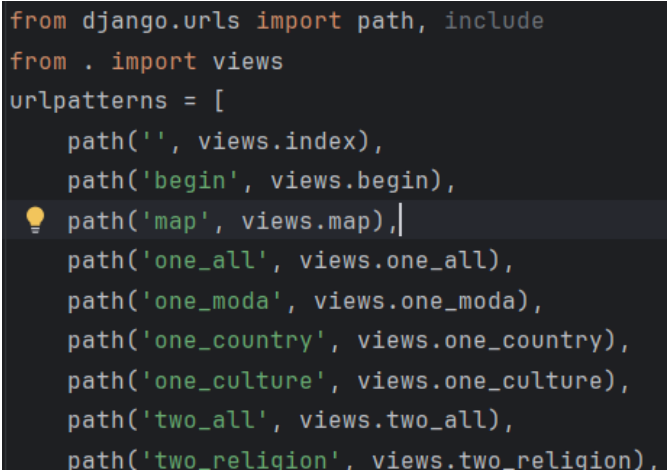 from django.urls import path, include
from . import views
urlpatterns = [
path('', views.index),
path('begin', views.begin),
path('map', views.map),
path('one_all', views.one_all),
path('one_moda', views.one_moda),
path('one_country', views.one_country),
path('one_culture', views.one_culture),
path('two_all', views.two_all),
path('two_religion', views.two_religion),